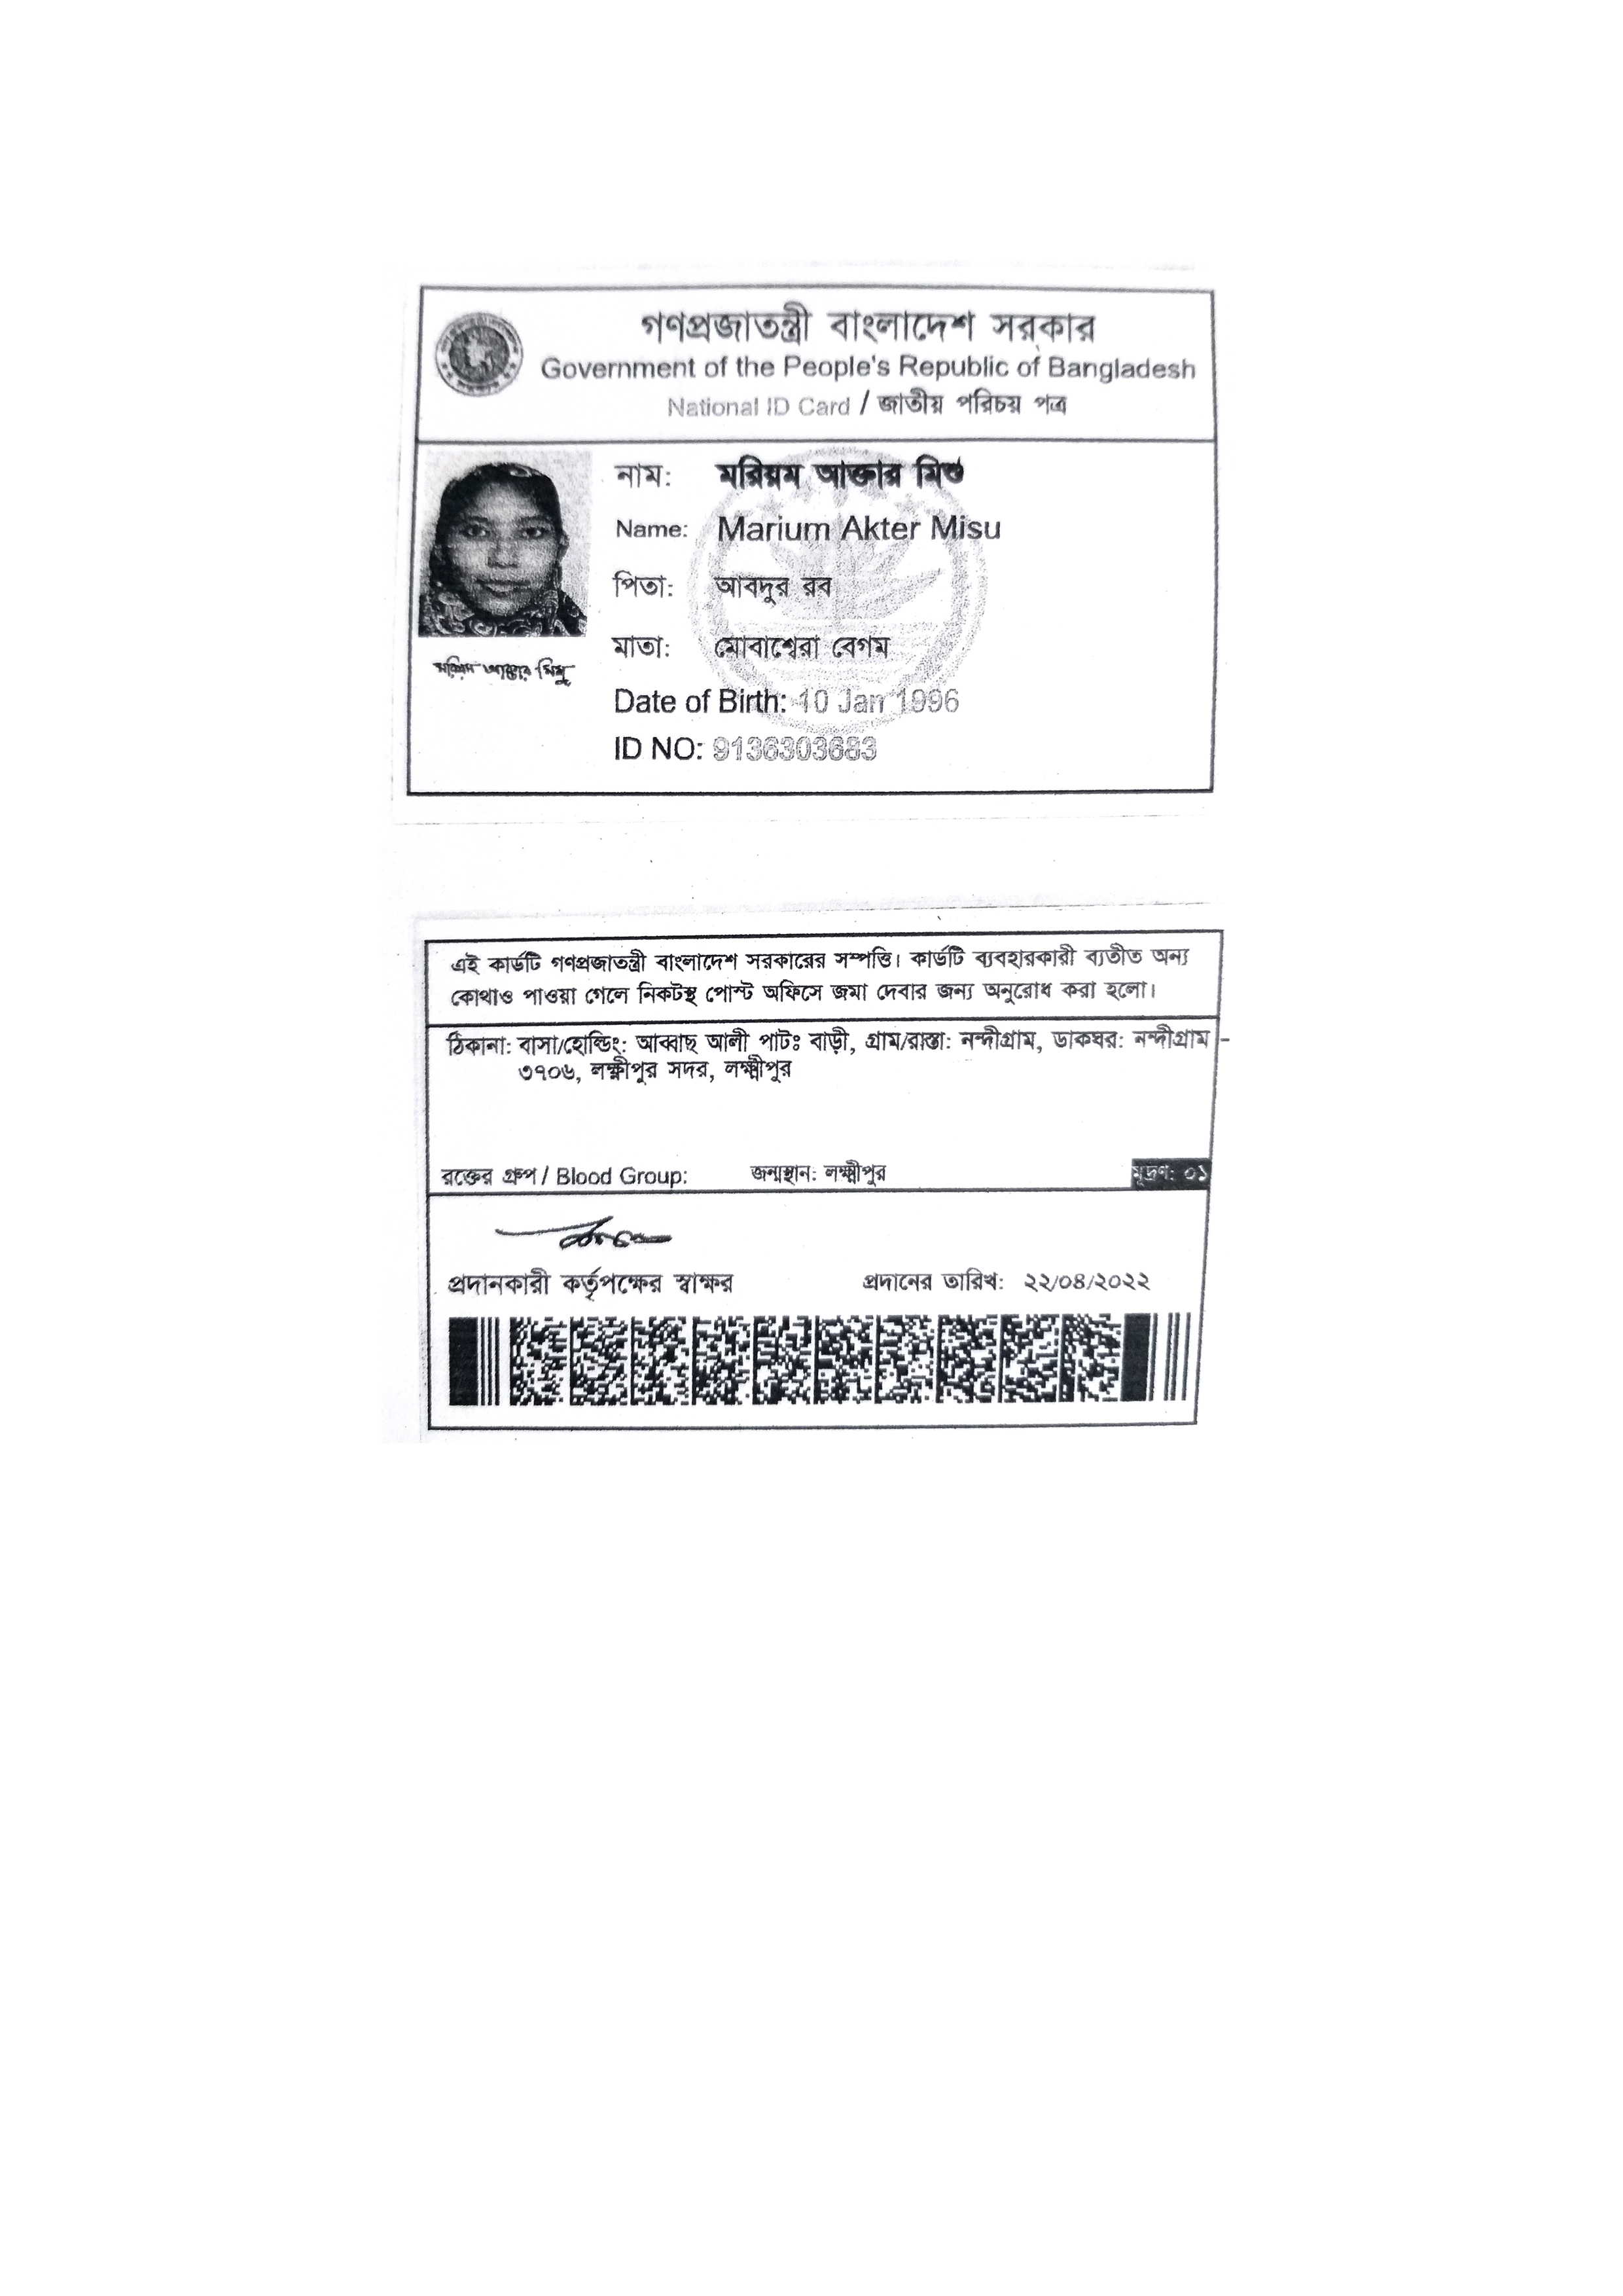 গণপ্রজাতন্ত্রী বাংলাদেশ সরকার
Government of the People's Republic of Bangladesh
National ID Card / জাতীয় পরিচয় পত্র
নাম: মরিয়ম আক্তার মিশু
Name: Marium Akter Misu
পিতা: আবদুর রব
মাতা: মোবাশ্বেরা বেগম
মরিয়ম আক্তার মিশু
Date of Birth: 10 Jan 1996
ID NO: 9136303683
এই কার্ডটি গণপ্রজাতন্ত্রী বাংলাদেশ সরকারের সম্পত্তি। কার্ডটি ব্যবহারকারী ব্যতীত অন্য
কোথাও পাওয়া গেলে নিকটস্থ পোস্ট অফিসে জমা দেবার জন্য অনুরোধ করা হলো।
ঠিকানা: বাসা/হোল্ডিং: আব্বাছ আলী পাটঃ বাড়ী, গ্রাম/রাস্তা: নন্দীগ্রাম, ডাকঘর: নন্দীগ্রাম -
৩৭০৬, লক্ষ্মীপুর সদর, লক্ষ্মীপুর
রক্তের গ্রুপ / Blood Group: জন্মস্থান: লক্ষ্মীপুর মুদ্রণ: ০১
প্রদানকারী কর্তৃপক্ষের স্বাক্ষর প্রদানের তারিখ: ২২/০৪/২০২২